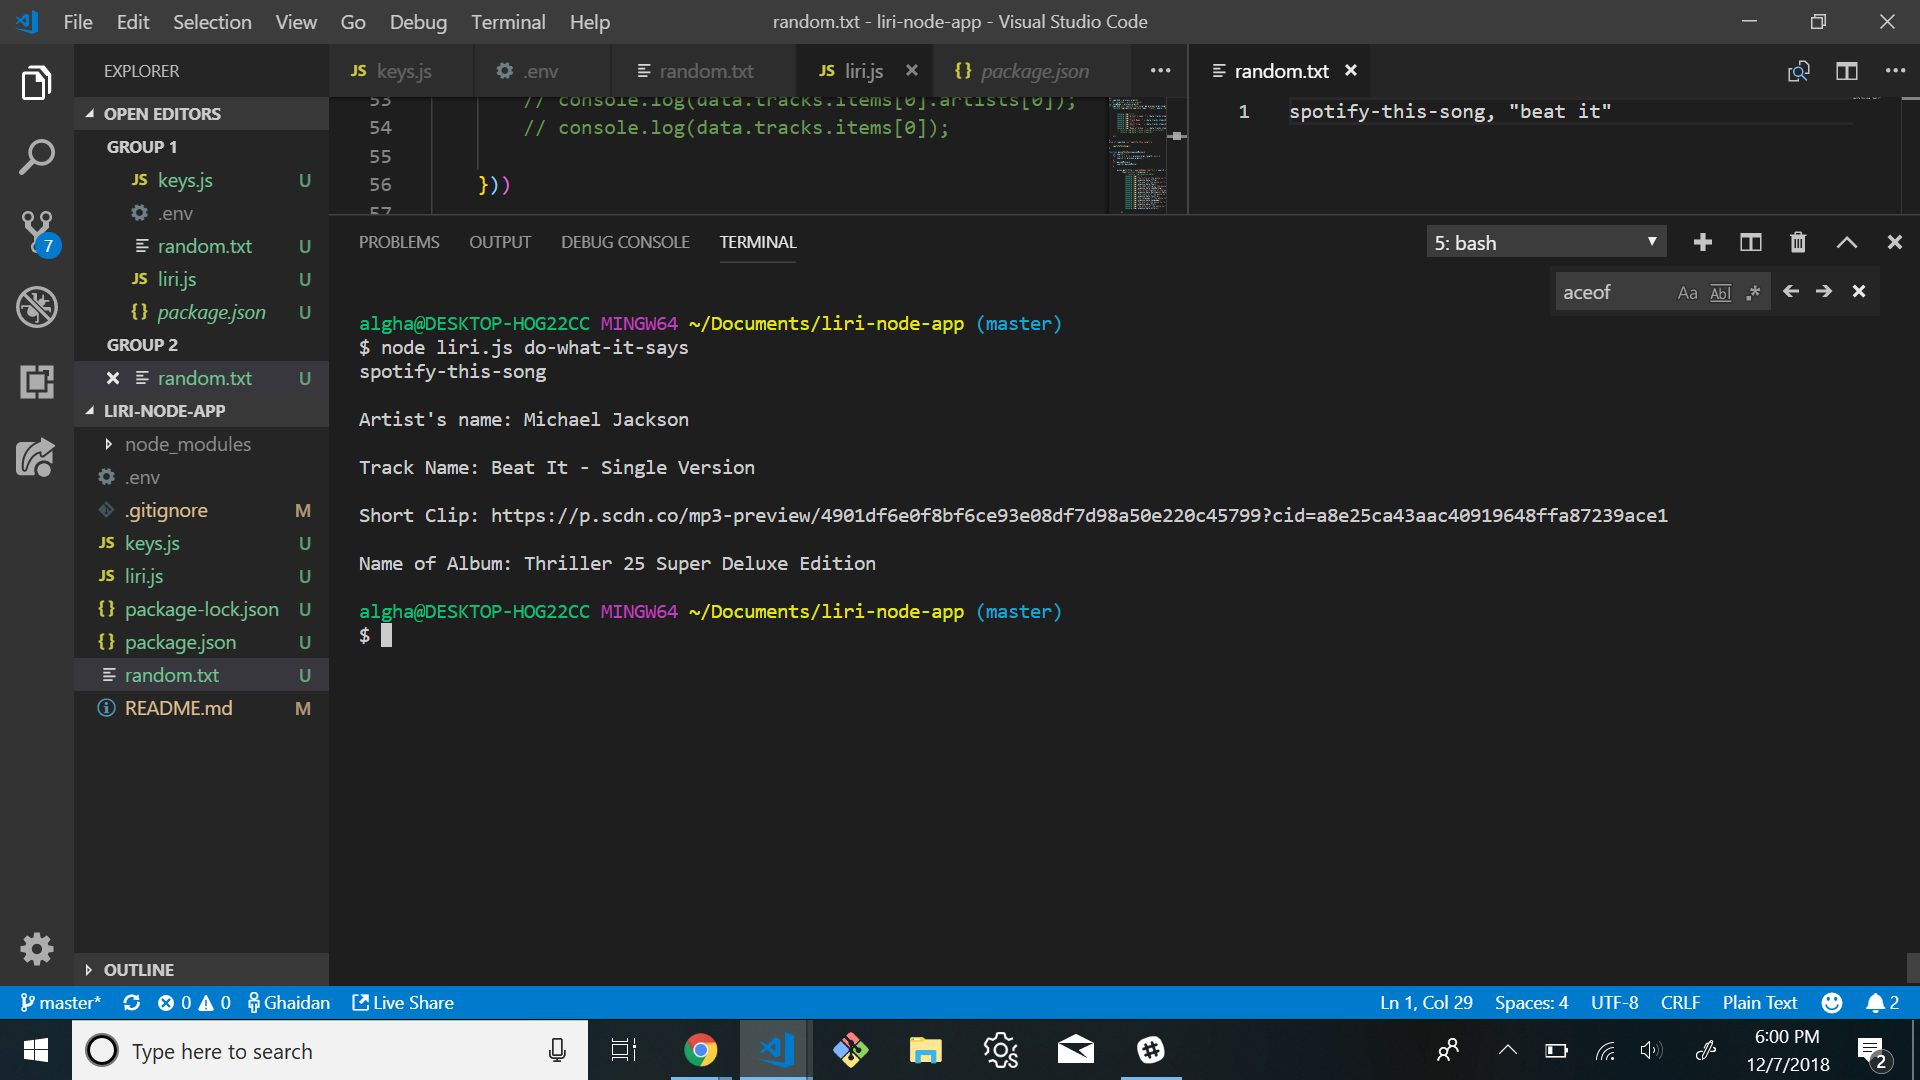 File Edit Selection View Go Debug Terminal Help
random.txt - liri-node-app - Visual Studio Code
EXPLORER
OPEN EDITORS
GROUP 1
JS keys.js U
.env
random.txt U
JS liri.js U
{} package.json U
GROUP 2
random.txt U
LIRI-NODE-APP
node_modules
.env
.gitignore M
JS keys.js U
JS liri.js U
{} package-lock.json U
{} package.json U
random.txt U
README.md M
OUTLINE
7
JS keys.js .env random.txt JS liri.js {} package.json
53 // console.log(data.tracks.items[0].artists[0]);
54 // console.log(data.tracks.items[0]);
55
56 }))
57
random.txt
1 spotify-this-song, "beat it"
PROBLEMS OUTPUT DEBUG CONSOLE TERMINAL
5: bash
aceof Aa Abl .*
algha@DESKTOP-HOG22CC MINGW64 ~/Documents/liri-node-app (master)
$ node liri.js do-what-it-says
spotify-this-song
Artist's name: Michael Jackson
Track Name: Beat It - Single Version
Short Clip: https://p.scdn.co/mp3-preview/4901df6e0f8bf6ce93e08df7d98a50e220c45799?cid=a8e25ca43aac40919648ffa87239ace1
Name of Album: Thriller 25 Super Deluxe Edition
algha@DESKTOP-HOG22CC MINGW64 ~/Documents/liri-node-app (master)
$
master* 0 0 Ghaidan Live Share
Ln 1, Col 29 Spaces: 4 UTF-8 CRLF Plain Text 2
Type here to search
6:00 PM
12/7/2018
2